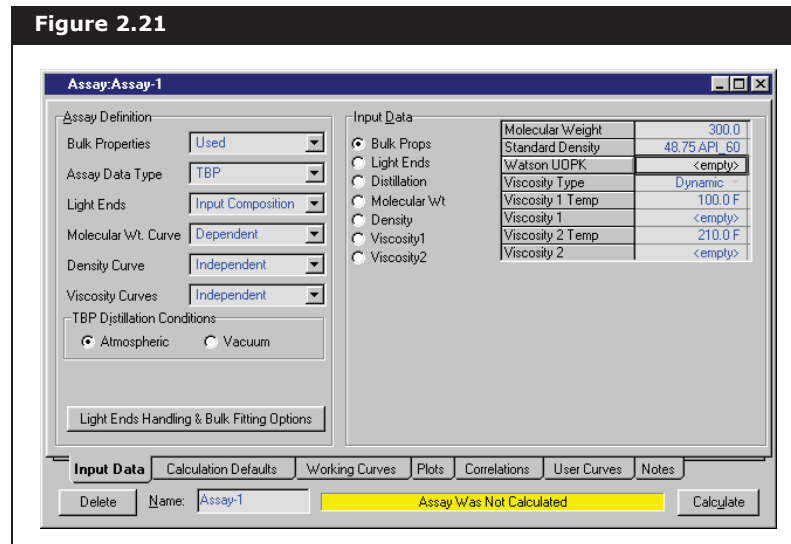 Figure 2.21
Assay:Assay-1
Assay Definition
Bulk Properties Used
Assay Data Type TBP
Light Ends Input Composition
Molecular Wt. Curve Dependent
Density Curve Independent
Viscosity Curves Independent
TBP Distillation Conditions
Atmospheric Vacuum
Light Ends Handling & Bulk Fitting Options
Input Data
Bulk Props
Light Ends
Distillation
Molecular Wt
Density
Viscosity1
Viscosity2
Molecular Weight 300.0
Standard Density 48.75 API_60
Watson UOPK <empty>
Viscosity Type Dynamic
Viscosity 1 Temp 100.0 F
Viscosity 1 <empty>
Viscosity 2 Temp 210.0 F
Viscosity 2 <empty>
Input Data Calculation Defaults Working Curves Plots Correlations User Curves Notes
Delete Name: Assay-1 Assay Was Not Calculated Calculate